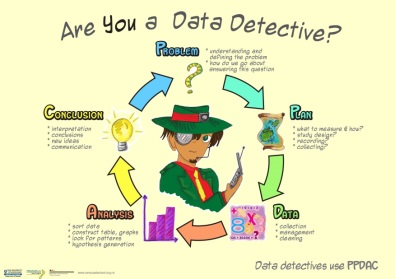 Are You a Data Detective?
PROBLEM
* understanding and
defining the problem
* how do we go about
answering this question
PLAN
* what to measure & how?
* study design?
* recording?
* collecting?
DATA
* collection
* management
* cleaning
ANALYSIS
* sort data
* construct table, graphs
* look for patterns
* hypothesis generation
CONCLUSION
* interpretation
* conclusions
* new ideas
* communication
Data detectives use PPDAC